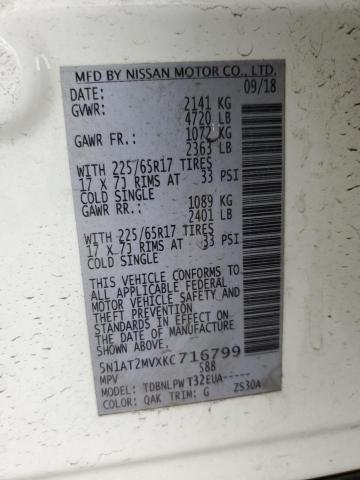 MFD BY NISSAN MOTOR CO., LTD.
DATE: 09/18
GVWR: 2141 KG
4720 LB
GAWR FR.: 1072 KG
2363 LB
WITH 225/65R17 TIRES
17 X 7J RIMS AT 33 PSI
COLD SINGLE
GAWR RR.: 1089 KG
2401 LB
WITH 225/65R17 TIRES
17 X 7J RIMS AT 33 PSI
COLD SINGLE
THIS VEHICLE CONFORMS TO
ALL APPLICABLE FEDERAL
MOTOR VEHICLE SAFETY AND
THEFT PREVENTION
STANDARDS IN EFFECT ON
THE DATE OF MANUFACTURE
SHOWN ABOVE.
5N1AT2MVXKC716799
MPV S88
MODEL: TDBNLPWT32EUA-----
COLOR: QAK TRIM: G ZS30A